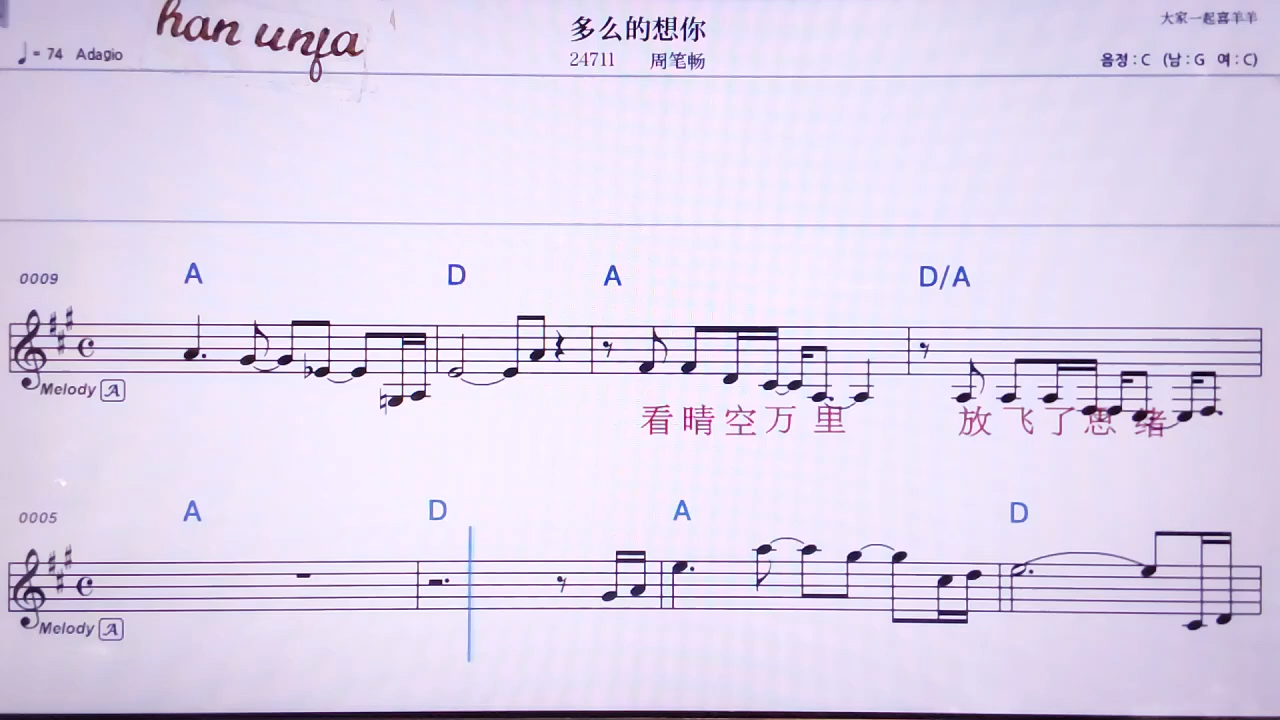 han unja
多么的想你
大家一起喜羊羊
♩= 74 Adagio
24711 周笔畅
음정 : C (남 : G 여 : C)
0009 A D A D/A
Melody A
看晴空万里 放飞了思绪
0005 A D A D
Melody A